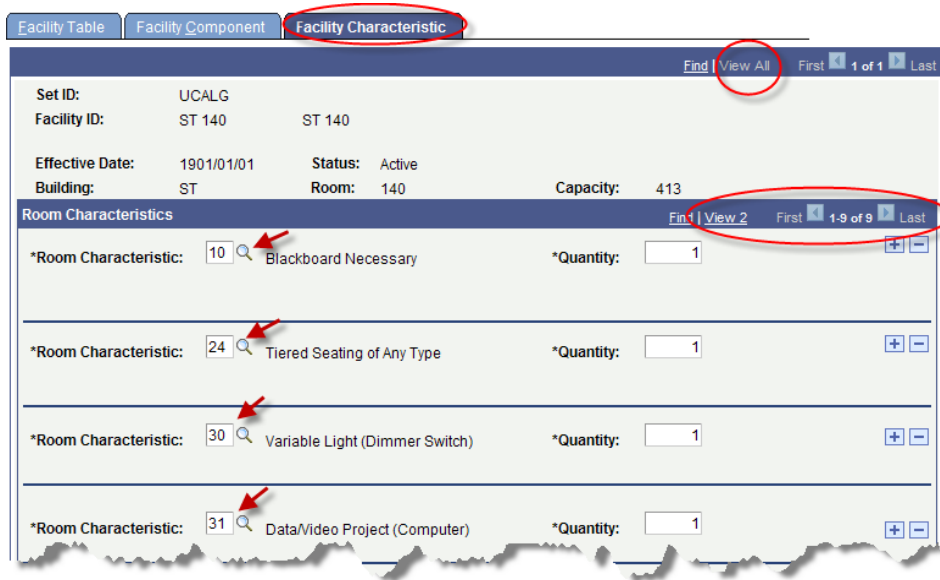 Facility Table Facility Component Facility Characteristic
Find | View All First 1 of 1 Last
Set ID: UCALG
Facility ID: ST 140 ST 140
Effective Date: 1901/01/01 Status: Active
Building: ST Room: 140 Capacity: 413
Room Characteristics Find | View 2 First 1-9 of 9 Last
*Room Characteristic: 10 Blackboard Necessary *Quantity: 1
*Room Characteristic: 24 Tiered Seating of Any Type *Quantity: 1
*Room Characteristic: 30 Variable Light (Dimmer Switch) *Quantity: 1
*Room Characteristic: 31 Data/Video Project (Computer) *Quantity: 1